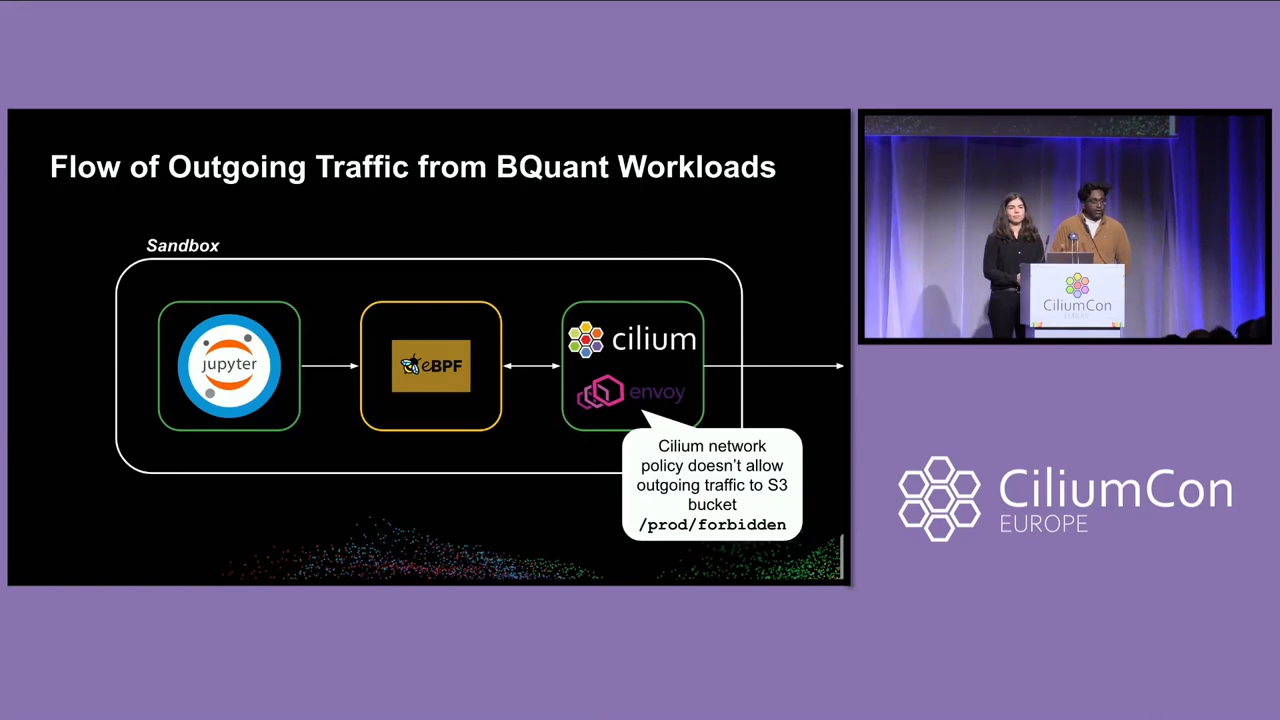 Flow of Outgoing Traffic from BQuant Workloads
Sandbox
jupyter
eBPF
cilium
envoy
Cilium network
policy doesn't allow
outgoing traffic to S3
bucket
/prod/forbidden
CiliumCon
EUROPE
CiliumCon
EUROPE